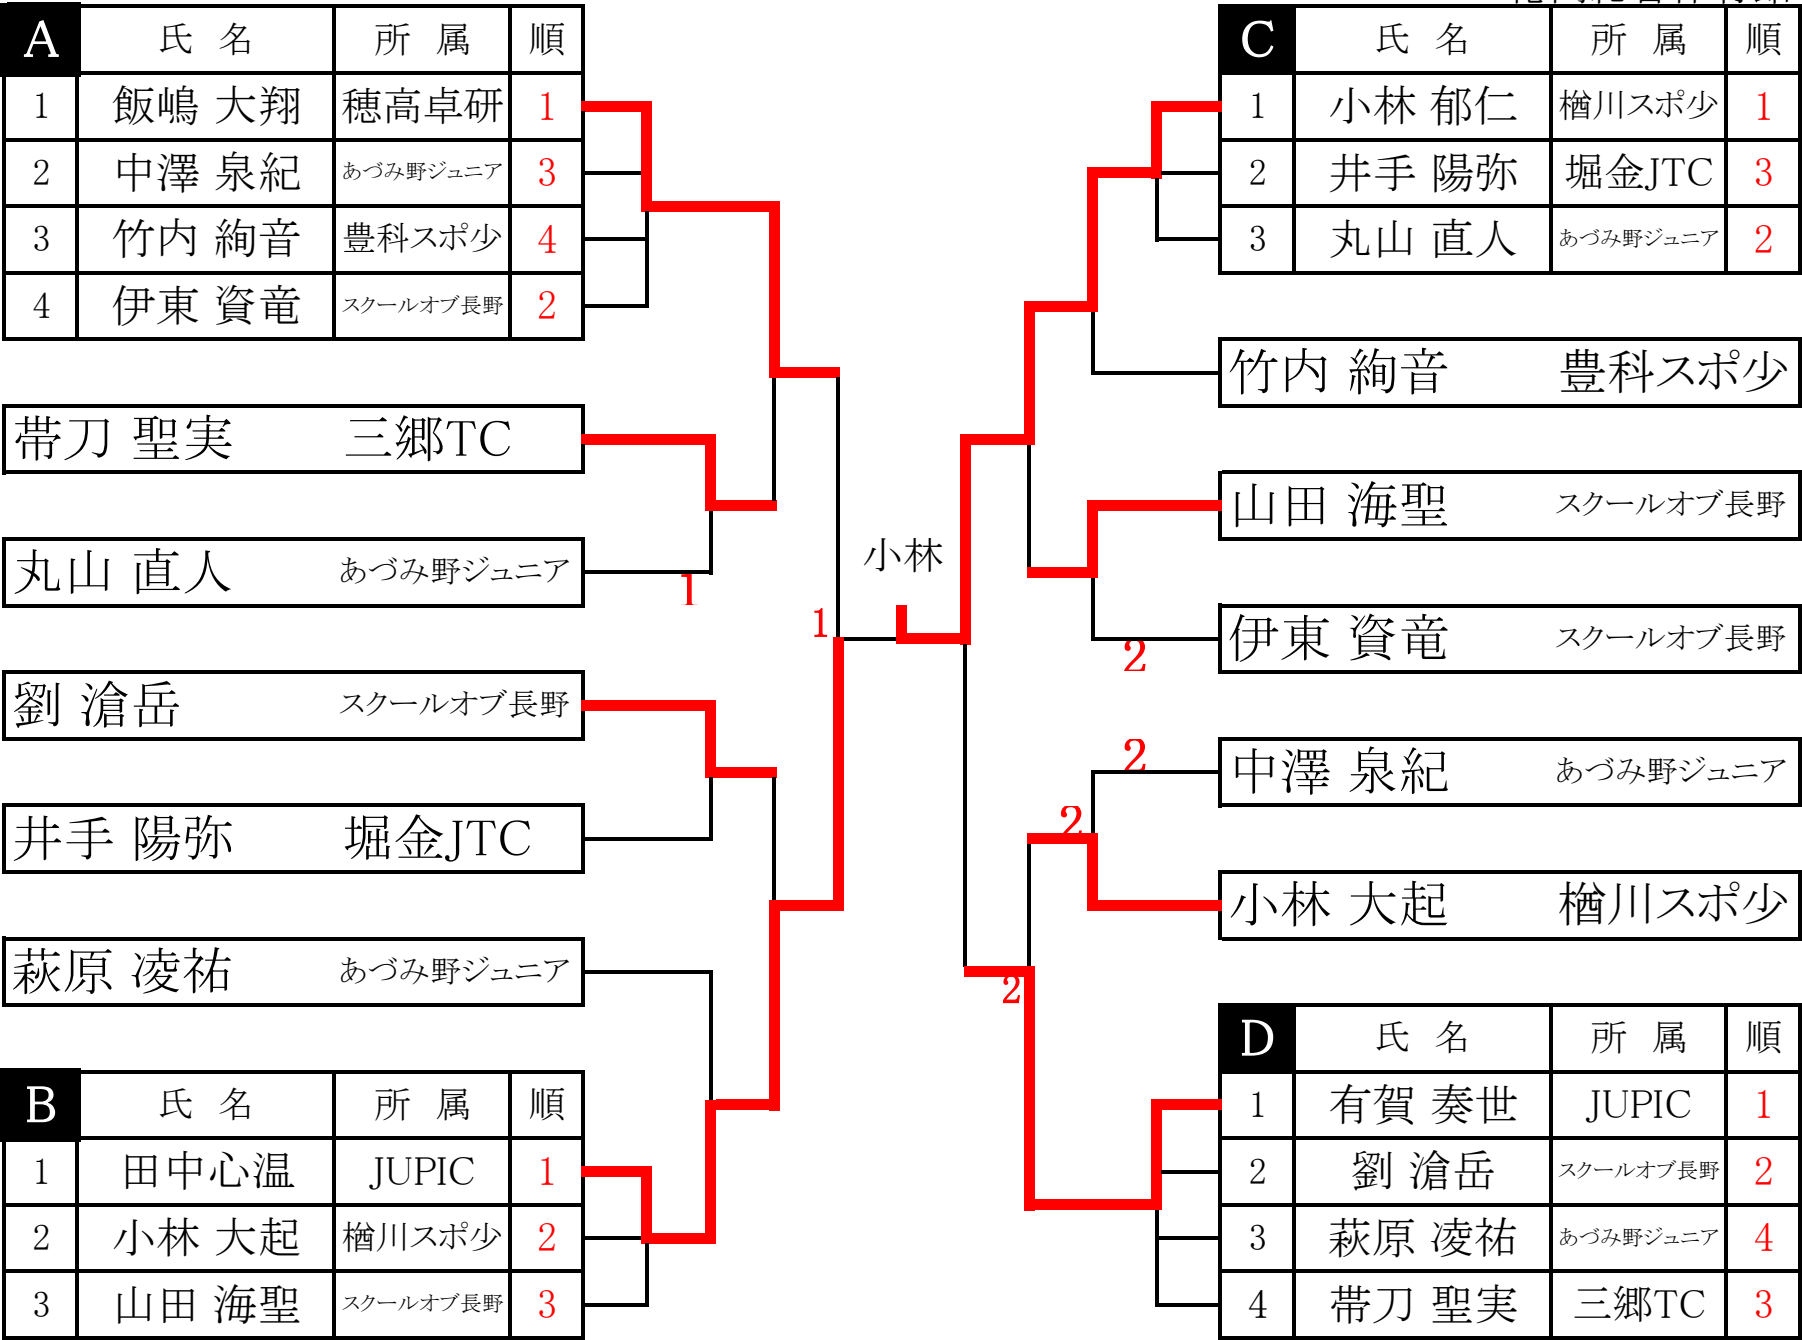 A 氏 名 所 属 順
1 飯嶋 大翔 穂高卓研 1
2 中澤 泉紀 あづみ野ジュニア 3
3 竹内 絢音 豊科スポ少 4
4 伊東 資竜 スクールオブ長野 2
帯刀 聖実 三郷TC
丸山 直人 あづみ野ジュニア
1
劉 滄岳 スクールオブ長野
井手 陽弥 堀金JTC
萩原 凌祐 あづみ野ジュニア
B 氏 名 所 属 順
1 田中心温 JUPIC 1
2 小林 大起 楢川スポ少 2
3 山田 海聖 スクールオブ長野 3
小林
1
C 氏 名 所 属 順
1 小林 郁仁 楢川スポ少 1
2 井手 陽弥 堀金JTC 3
3 丸山 直人 あづみ野ジュニア 2
竹内 絢音 豊科スポ少
山田 海聖 スクールオブ長野
伊東 資竜 スクールオブ長野
2
2
中澤 泉紀 あづみ野ジュニア
2
小林 大起 楢川スポ少
2
D 氏 名 所 属 順
1 有賀 奏世 JUPIC 1
2 劉 滄岳 スクールオブ長野 2
3 萩原 凌祐 あづみ野ジュニア 4
4 帯刀 聖実 三郷TC 3